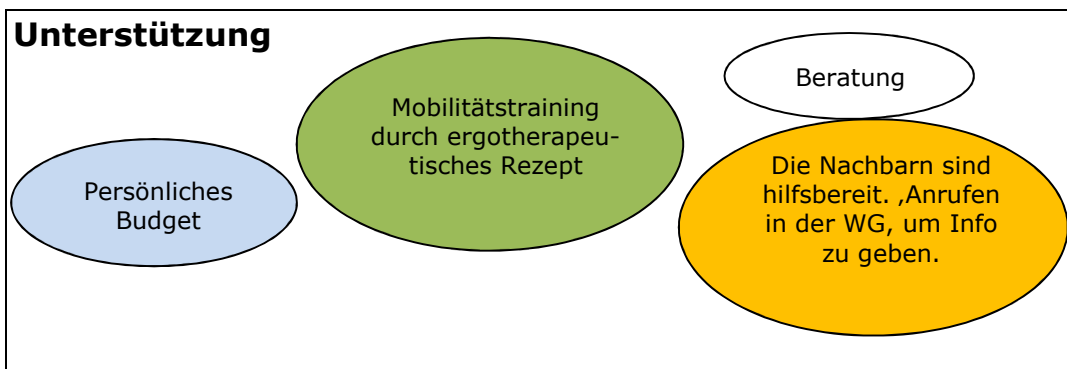 Unterstützung
Persönliches
Budget
Mobilitätstraining
durch ergotherapeu-
tisches Rezept
Beratung
Die Nachbarn sind
hilfsbereit. ‚Anrufen
in der WG, um Info
zu geben.